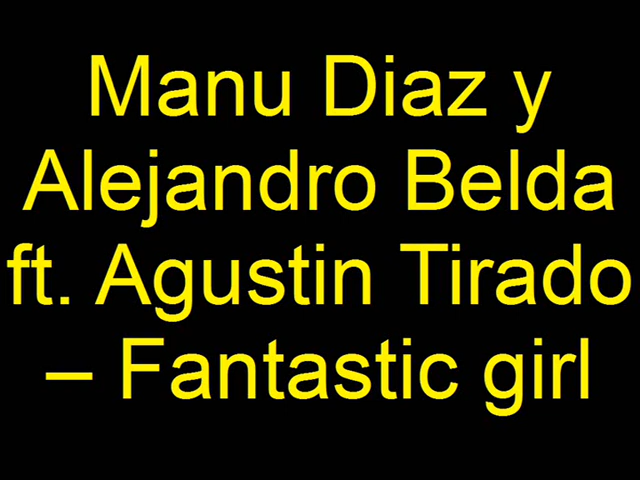 Manu Diaz y
Alejandro Belda
ft. Agustin Tirado
– Fantastic girl